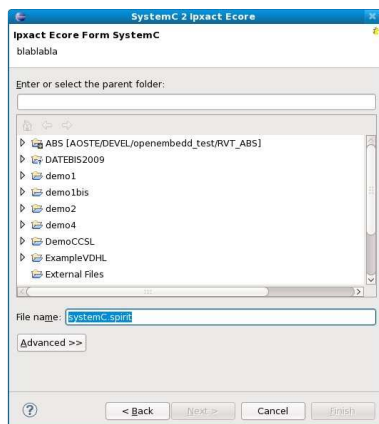 SystemC 2 Ipxact Ecore
Ipxact Ecore Form SystemC
blablabla
Enter or select the parent folder:
ABS [AOSTE/DEVEL/openembedd_test/RVT_ABS]
DATEBIS2009
demo1
demo1bis
demo2
demo4
DemoCCSL
ExampleVDHL
External Files
File name: systemC.spirit
Advanced >>
< Back Next > Cancel Finish